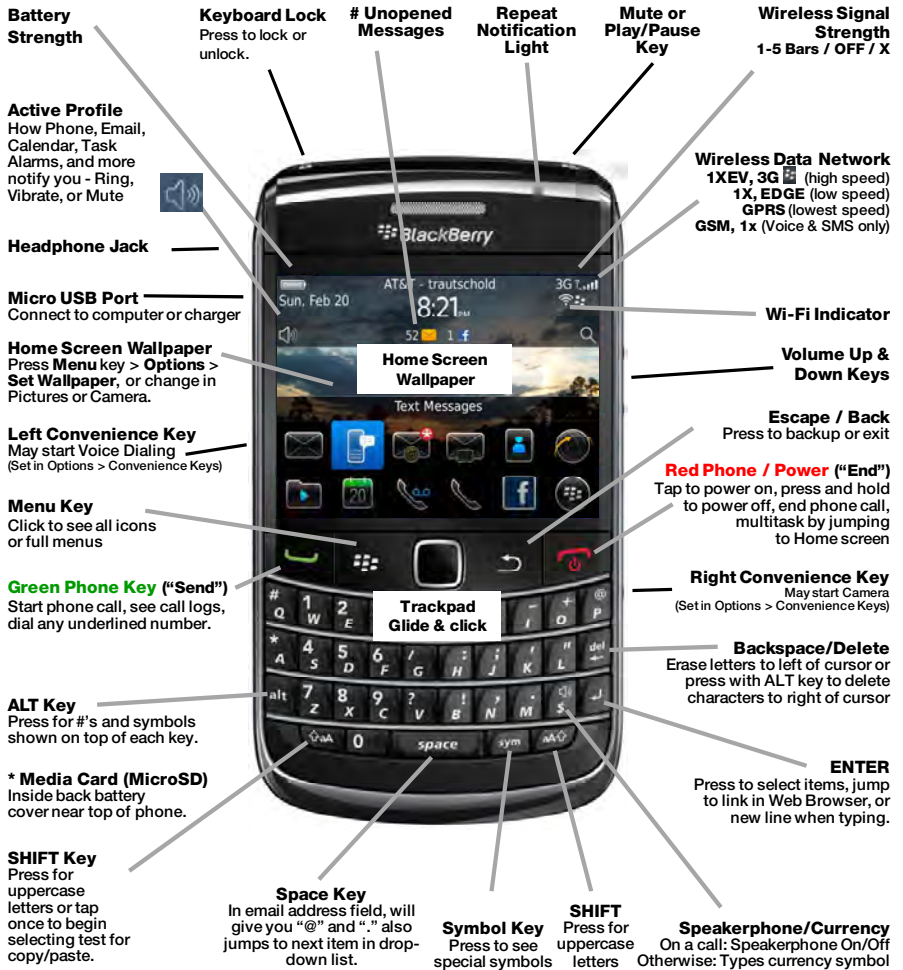 Battery
Strength
Keyboard Lock
Press to lock or
unlock.
# Unopened
Messages
Repeat
Notification
Light
Mute or
Play/Pause
Key
Wireless Signal
Strength
1-5 Bars / OFF / X
Active Profile
How Phone, Email,
Calendar, Task
Alarms, and more
notify you - Ring,
Vibrate, or Mute
Wireless Data Network
1XEV, 3G (high speed)
1X, EDGE (low speed)
GPRS (lowest speed)
GSM, 1x (Voice & SMS only)
Headphone Jack
Micro USB Port
Connect to computer or charger
Home Screen Wallpaper
Press Menu key > Options >
Set Wallpaper, or change in
Pictures or Camera.
Left Convenience Key
May start Voice Dialing
(Set in Options > Convenience Keys)
Menu Key
Click to see all icons
or full menus
Green Phone Key ("Send")
Start phone call, see call logs,
dial any underlined number.
ALT Key
Press for #'s and symbols
shown on top of each key.
* Media Card (MicroSD)
Inside back battery
cover near top of phone.
SHIFT Key
Press for
uppercase
letters or tap
once to begin
selecting test for
copy/paste.
BlackBerry
AT&T - trautschold
3G
Sun, Feb 20
8:21 PM
52
1 f
Home Screen
Wallpaper
Text Messages
20
f
# Q
1 W
2 E
Trackpad
Glide & click
- I
+ O
@ P
* A
4 S
5 D
6 F
/ G
: H
; J
' K
" L
del
alt
7 Z
8 X
9 C
? V
! B
, N
. M
$
aA
0
space
sym
aA
Wi-Fi Indicator
Volume Up &
Down Keys
Escape / Back
Press to backup or exit
Red Phone / Power ("End")
Tap to power on, press and hold
to power off, end phone call,
multitask by jumping
to Home screen
Right Convenience Key
May start Camera
(Set in Options > Convenience Keys)
Backspace/Delete
Erase letters to left of cursor or
press with ALT key to delete
characters to right of cursor
ENTER
Press to select items, jump
to link in Web Browser, or
new line when typing.
Space Key
In email address field, will
give you "@" and "." also
jumps to next item in drop-
down list.
Symbol Key
Press to see
special symbols
SHIFT
Press for
uppercase
letters
Speakerphone/Currency
On a call: Speakerphone On/Off
Otherwise: Types currency symbol